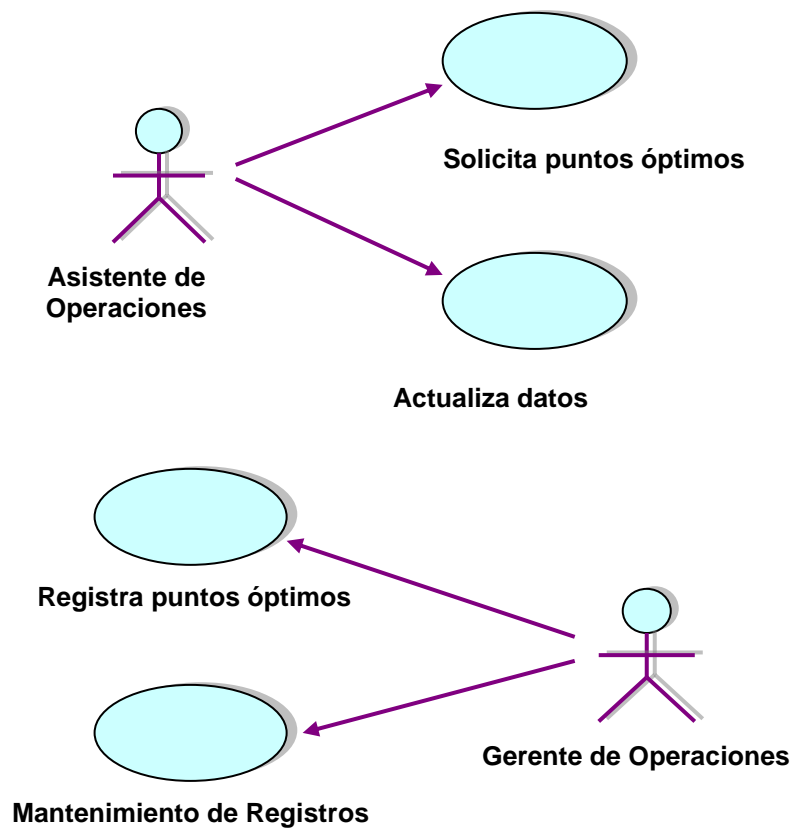 Solicita puntos óptimos
Asistente de
Operaciones
Actualiza datos
Registra puntos óptimos
Gerente de Operaciones
Mantenimiento de Registros